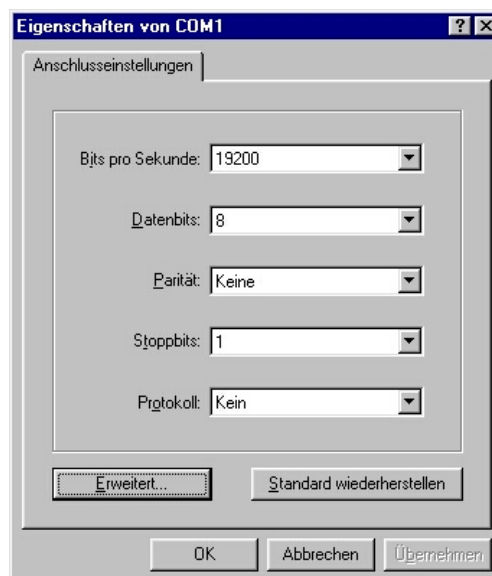 Eigenschaften von COM1
Anschlusseinstellungen
Bits pro Sekunde: 19200
Datenbits: 8
Parität: Keine
Stoppbits: 1
Protokoll: Kein
Erweitert... Standard wiederherstellen
OK Abbrechen Übernehmen